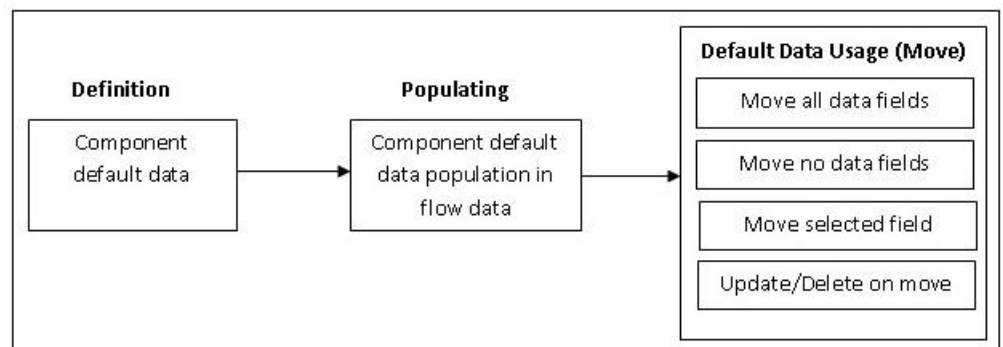 Definition
Component
default data
Populating
Component default
data population in
flow data
Default Data Usage (Move)
Move all data fields
Move no data fields
Move selected field
Update/Delete on move